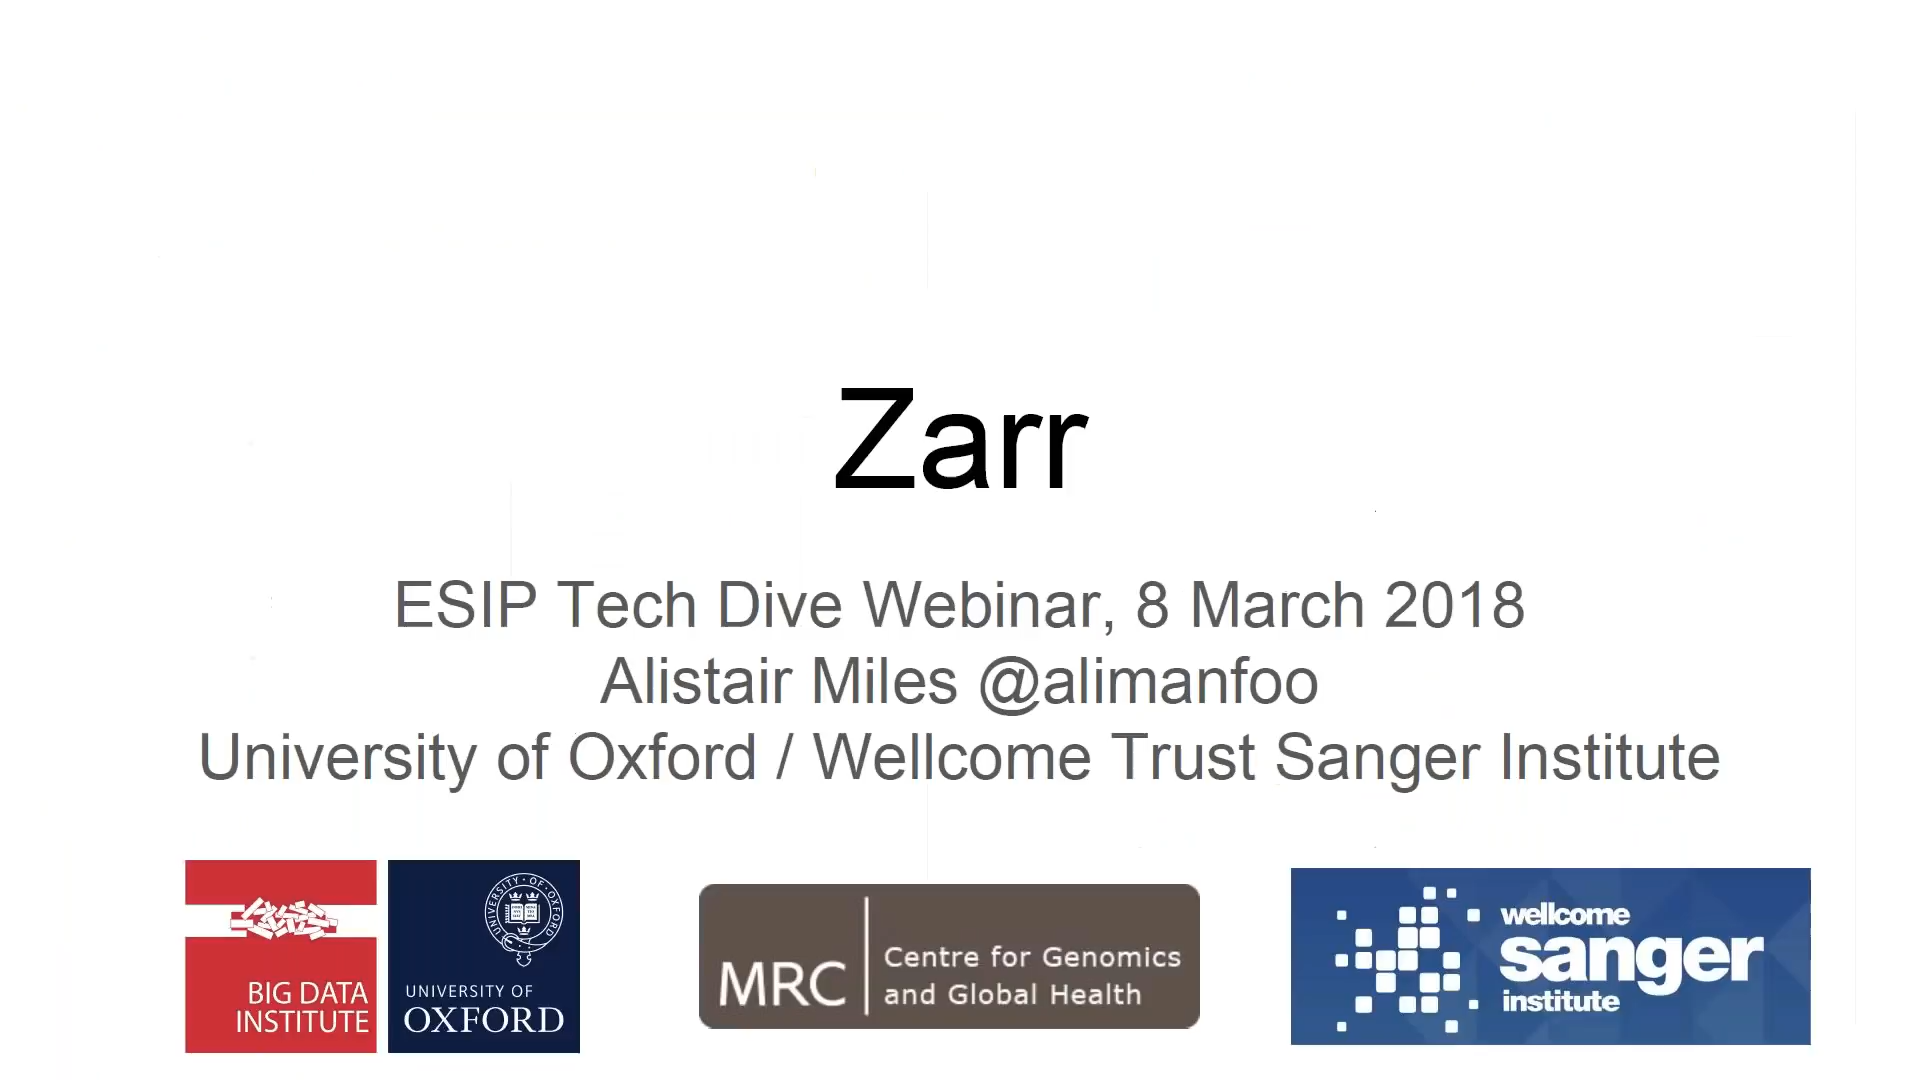 Zarr
ESIP Tech Dive Webinar, 8 March 2018
Alistair Miles @alimanfoo
University of Oxford / Wellcome Trust Sanger Institute
BIG DATA
INSTITUTE
UNIVERSITY OF
OXFORD
MRC
Centre for Genomics
and Global Health
wellcome
sanger
institute